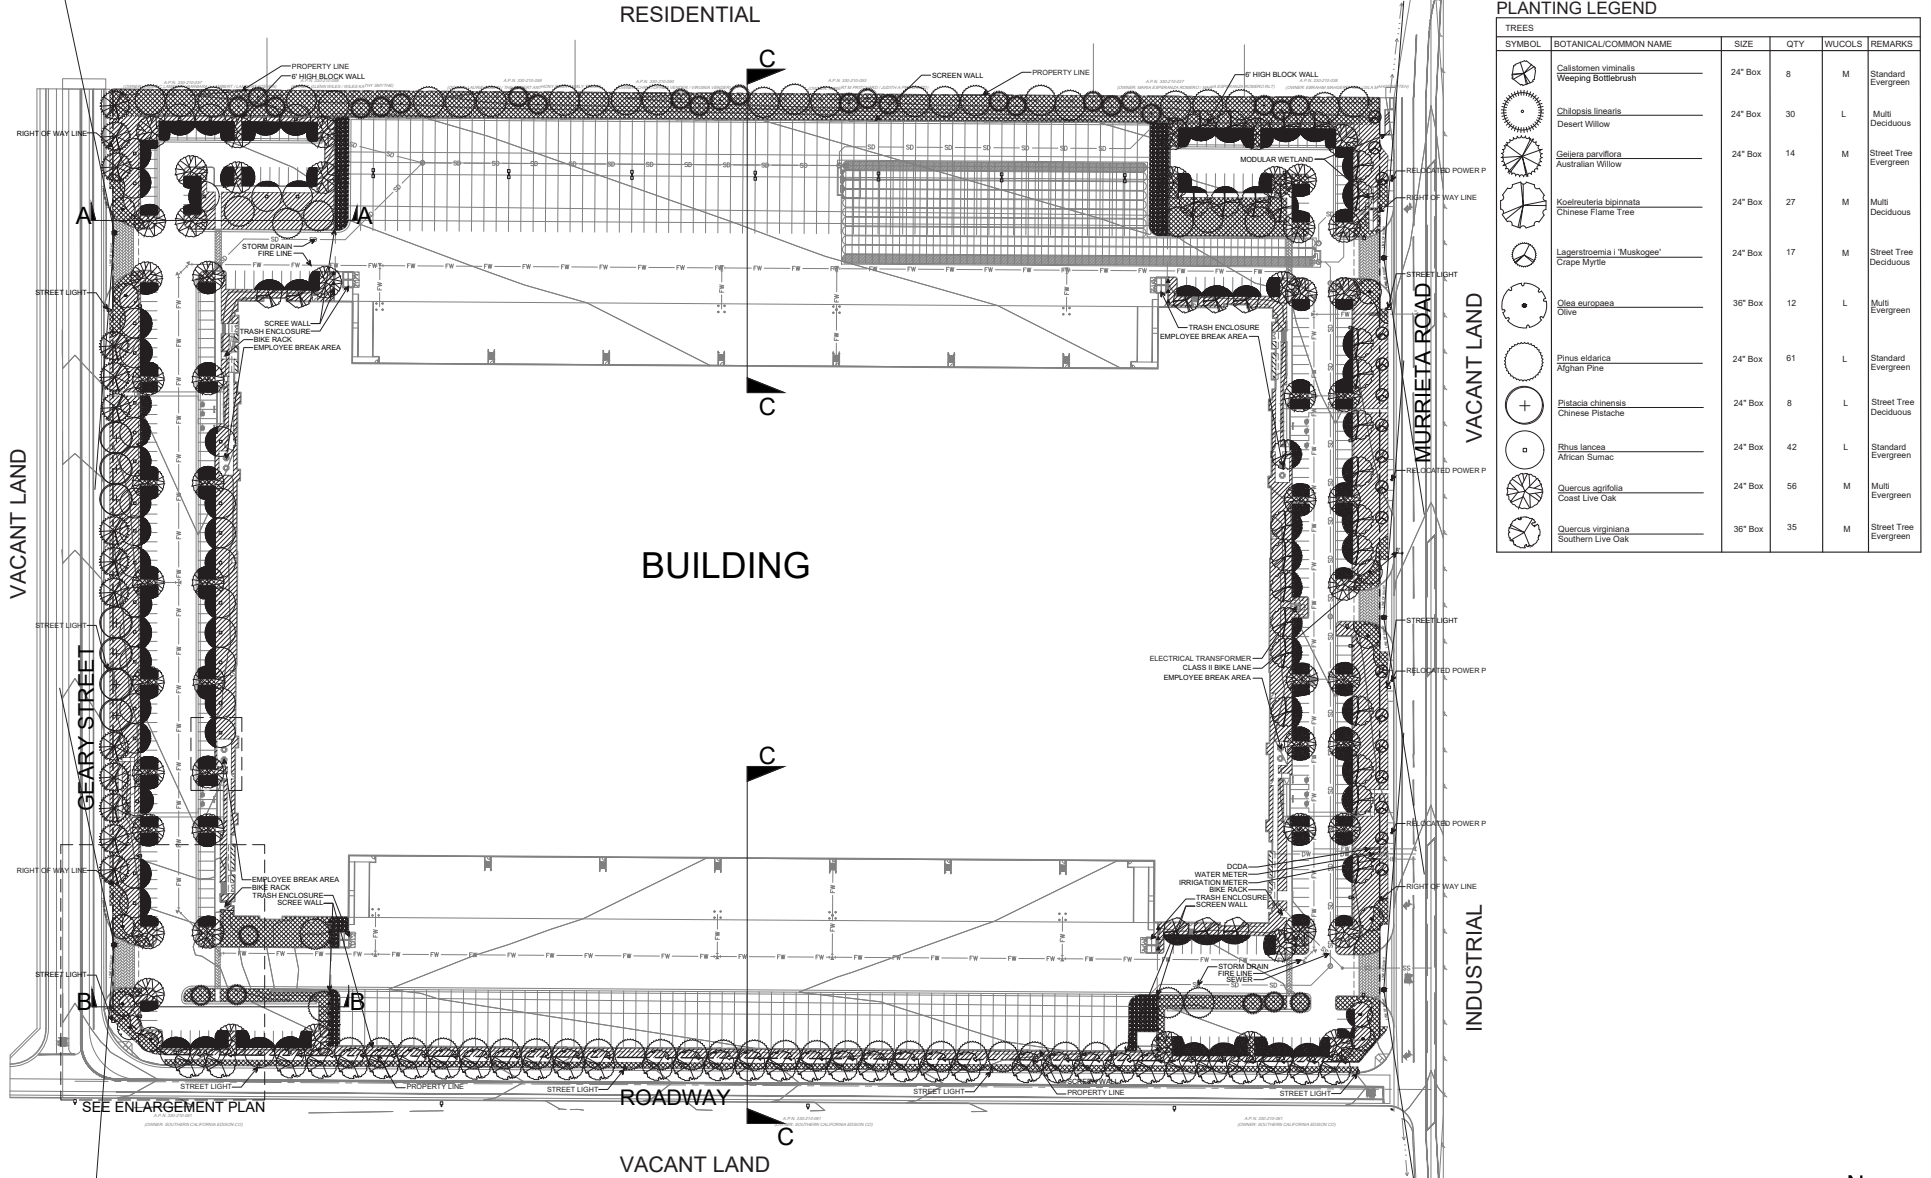 RESIDENTIAL
PROPERTY LINE
6' HIGH BLOCK WALL
C
SCREEN WALL
PROPERTY LINE
6' HIGH BLOCK WALL
RIGHT OF WAY LINE
MODULAR WETLAND
RELOCATED POWER P
RIGHT OF WAY LINE
A
A
STORM DRAIN
FIRE LINE
STREET LIGHT
STREET LIGHT
SCREE WALL
TRASH ENCLOSURE
BIKE RACK
EMPLOYEE BREAK AREA
TRASH ENCLOSURE
EMPLOYEE BREAK AREA
C
MURRIETA ROAD
VACANT LAND
VACANT LAND
RELOCATED POWER P
BUILDING
STREET LIGHT
STREET LIGHT
GEARY STREET
ELECTRICAL TRANSFORMER
CLASS II BIKE LANE
EMPLOYEE BREAK AREA
RELOCATED POWER P
C
RELOCATED POWER P
RIGHT OF WAY LINE
EMPLOYEE BREAK AREA
BIKE RACK
TRASH ENCLOSURE
SCREE WALL
DCDA
WATER METER
IRRIGATION METER
BIKE RACK
TRASH ENCLOSURE
SCREEN WALL
RIGHT OF WAY LINE
INDUSTRIAL
STREET LIGHT
STORM DRAIN
FIRE LINE
SEWER
B
B
STREET LIGHT
PROPERTY LINE
STREET LIGHT
ROADWAY
STREET LIGHT
SCREEN WALL
PROPERTY LINE
STREET LIGHT
SEE ENLARGEMENT PLAN
C
VACANT LAND
PLANTING LEGEND
TREES
SYMBOL BOTANICAL/COMMON NAME SIZE QTY WUCOLS REMARKS
Calistomen viminalis 24" Box 8 M Standard
Weeping Bottlebrush Evergreen
Chilopsis linearis 24" Box 30 L Multi
Desert Willow Deciduous
Geijera parviflora 24" Box 14 M Street Tree
Australian Willow Evergreen
Koelreuteria bipinnata 24" Box 27 M Multi
Chinese Flame Tree Deciduous
Lagerstroemia i 'Muskogee' 24" Box 17 M Street Tree
Crape Myrtle Deciduous
Olea europaea 36" Box 12 L Multi
Olive Evergreen
Pinus eldarica 24" Box 61 L Standard
Afghan Pine Evergreen
Pistacia chinensis 24" Box 8 L Street Tree
Chinese Pistache Deciduous
Rhus lancea 24" Box 42 L Standard
African Sumac Evergreen
Quercus agrifolia 24" Box 56 M Multi
Coast Live Oak Evergreen
Quercus virginiana 36" Box 35 M Street Tree
Southern Live Oak Evergreen